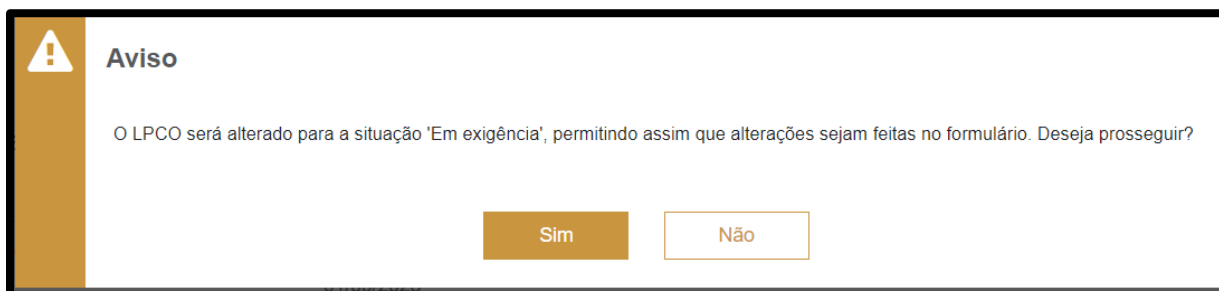 Aviso
O LPCO será alterado para a situação 'Em exigência', permitindo assim que alterações sejam feitas no formulário. Deseja prosseguir?
Sim
Não